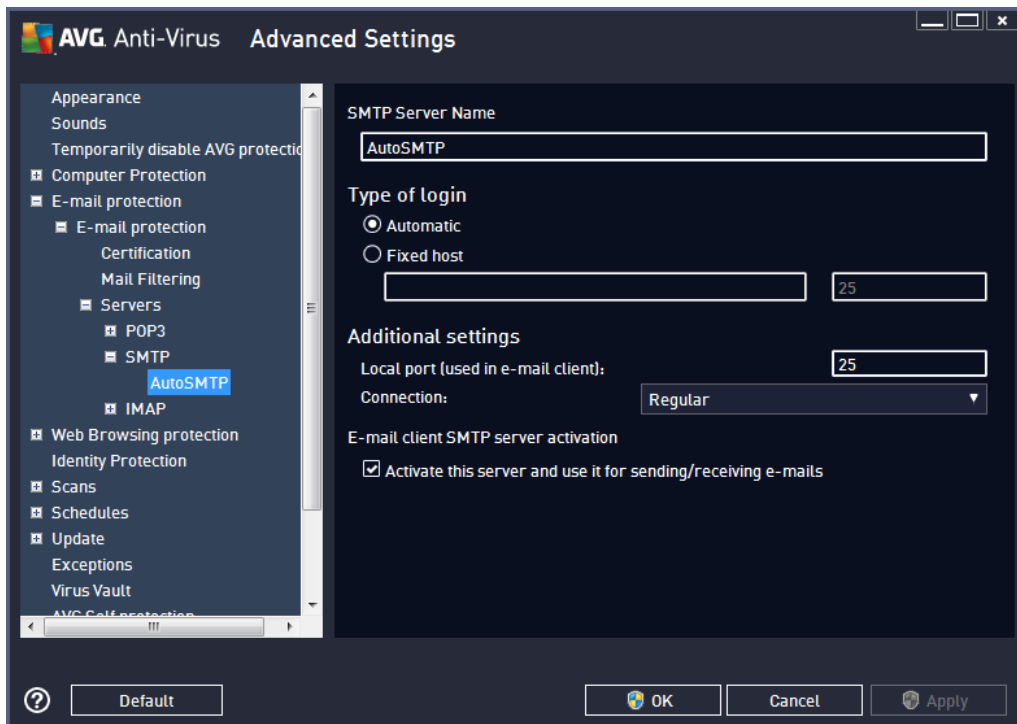 AVG Anti-Virus Advanced Settings
Appearance
Sounds
Temporarily disable AVG protectio
Computer Protection
E-mail protection
E-mail protection
Certification
Mail Filtering
Servers
POP3
SMTP
AutoSMTP
IMAP
Web Browsing protection
Identity Protection
Scans
Schedules
Update
Exceptions
Virus Vault
AVG Self protection
SMTP Server Name
AutoSMTP
Type of login
Automatic
Fixed host
25
Additional settings
Local port (used in e-mail client):
25
Connection:
Regular
E-mail client SMTP server activation
Activate this server and use it for sending/receiving e-mails
Default
OK
Cancel
Apply